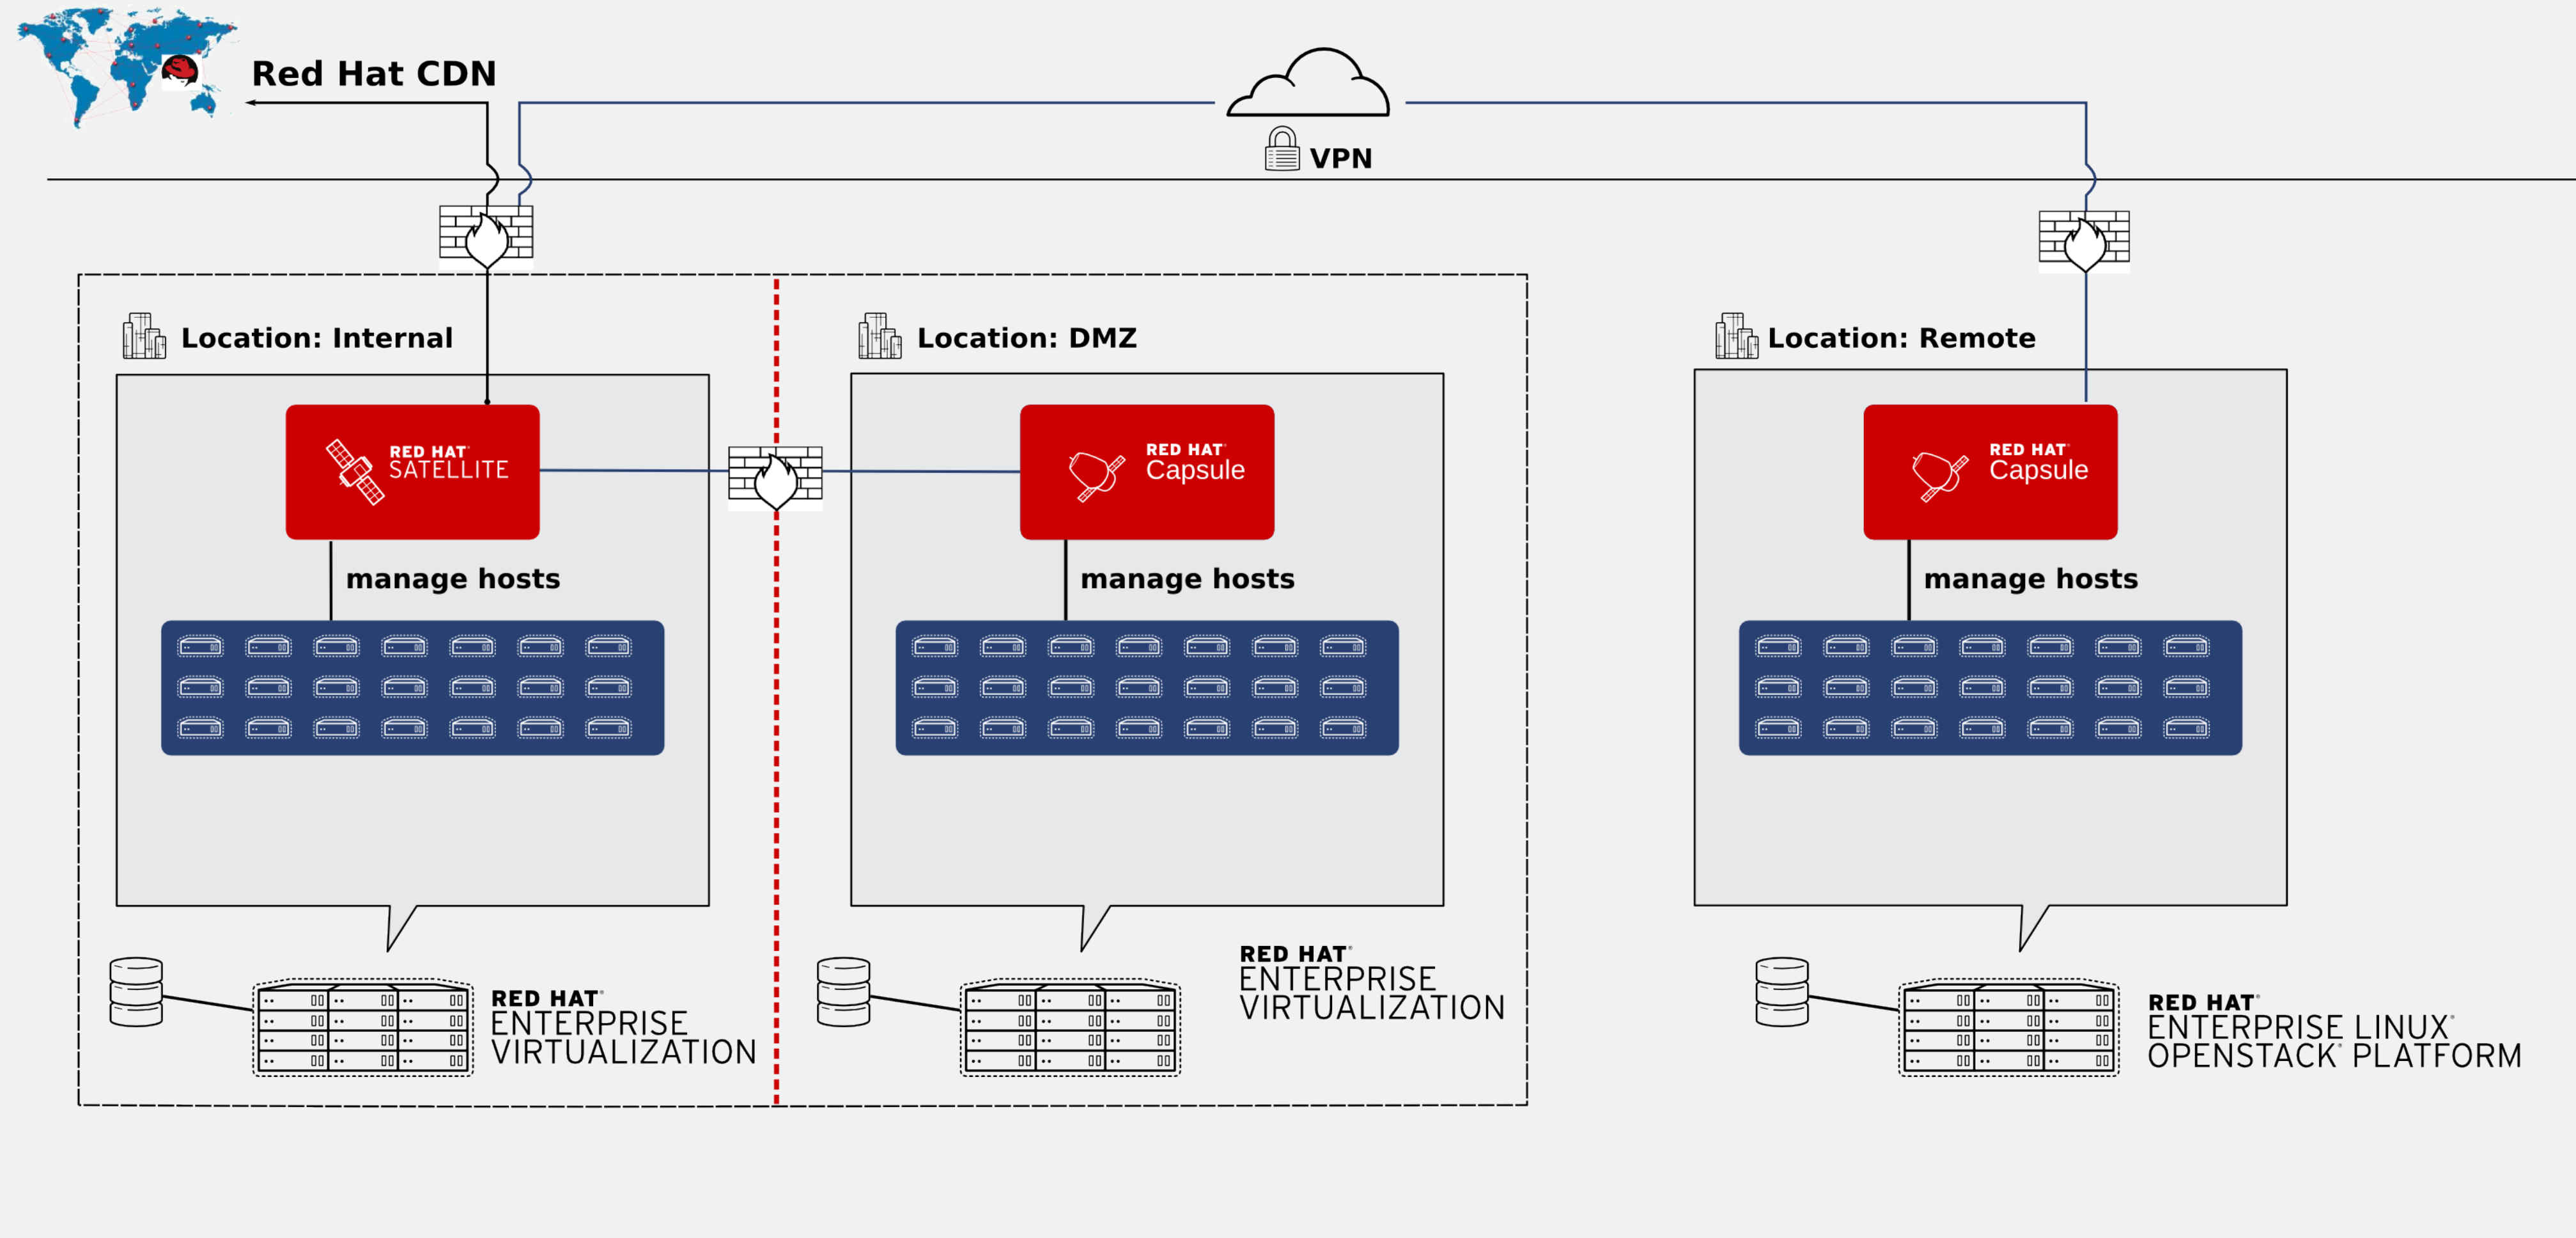 Red Hat CDN
VPN
Location: Internal
Location: DMZ
Location: Remote
RED HAT®
SATELLITE
RED HAT®
Capsule
RED HAT®
Capsule
manage hosts
manage hosts
manage hosts
RED HAT®
ENTERPRISE
VIRTUALIZATION
RED HAT®
ENTERPRISE
VIRTUALIZATION
RED HAT®
ENTERPRISE LINUX®
OPENSTACK® PLATFORM